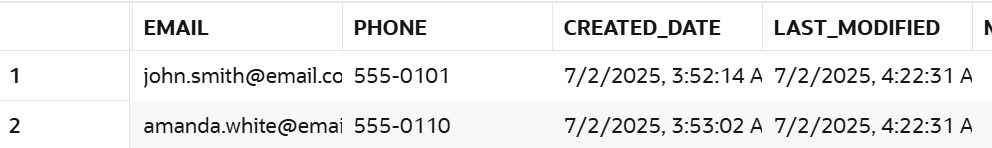 EMAIL PHONE CREATED_DATE LAST_MODIFIED
1 john.smith@email.co 555-0101 7/2/2025, 3:52:14 A 7/2/2025, 4:22:31 A
2 amanda.white@emai 555-0110 7/2/2025, 3:53:02 A 7/2/2025, 4:22:31 A